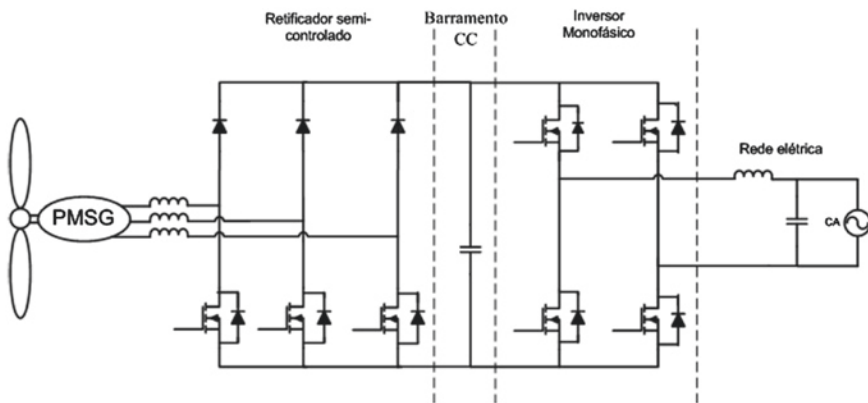 Retificador semi-
controlado
Barramento
CC
Inversor
Monofásico
Rede elétrica
PMSG
CA